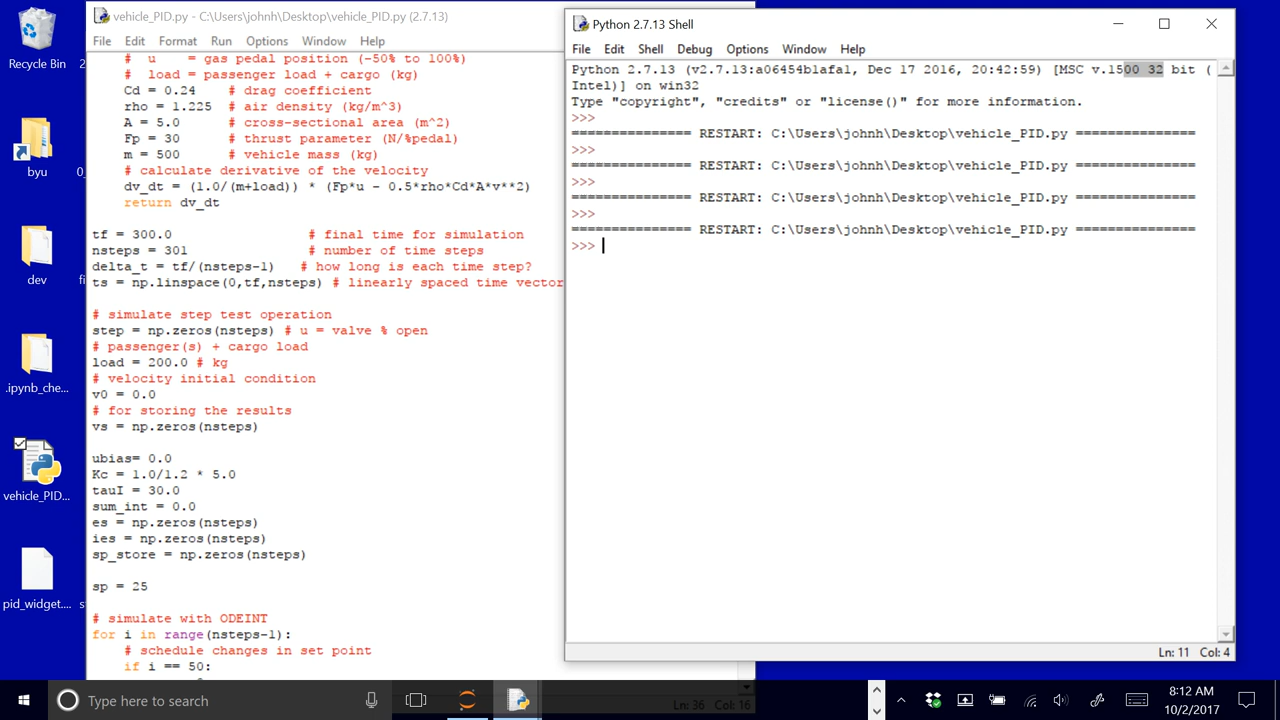 Recycle Bin
byu
dev
.ipynb_che...
vehicle_PID...
pid_widget....
vehicle_PID.py - C:\Users\johnh\Desktop\vehicle_PID.py (2.7.13)
File Edit Format Run Options Window Help
# u = gas pedal position (-50% to 100%)
# load = passenger load + cargo (kg)
Cd = 0.24 # drag coefficient
rho = 1.225 # air density (kg/m^3)
A = 5.0 # cross-sectional area (m^2)
Fp = 30 # thrust parameter (N/%pedal)
m = 500 # vehicle mass (kg)
# calculate derivative of the velocity
dv_dt = (1.0/(m+load)) * (Fp*u - 0.5*rho*Cd*A*v**2)
return dv_dt
tf = 300.0 # final time for simulation
nsteps = 301 # number of time steps
delta_t = tf/(nsteps-1) # how long is each time step?
ts = np.linspace(0,tf,nsteps) # linearly spaced time vector
# simulate step test operation
step = np.zeros(nsteps) # u = valve % open
# passenger(s) + cargo load
load = 200.0 # kg
# velocity initial condition
v0 = 0.0
# for storing the results
vs = np.zeros(nsteps)
ubias= 0.0
Kc = 1.0/1.2 * 5.0
tauI = 30.0
sum_int = 0.0
es = np.zeros(nsteps)
ies = np.zeros(nsteps)
sp_store = np.zeros(nsteps)
sp = 25
# simulate with ODEINT
for i in range(nsteps-1):
# schedule changes in set point
if i == 50:
Ln: 36 Col: 16
Python 2.7.13 Shell
File Edit Shell Debug Options Window Help
Python 2.7.13 (v2.7.13:a06454b1afa1, Dec 17 2016, 20:42:59) [MSC v.1500 32 bit (
Intel)] on win32
Type "copyright", "credits" or "license()" for more information.
>>>
=============== RESTART: C:\Users\johnh\Desktop\vehicle_PID.py ===============
>>>
=============== RESTART: C:\Users\johnh\Desktop\vehicle_PID.py ===============
>>>
=============== RESTART: C:\Users\johnh\Desktop\vehicle_PID.py ===============
>>>
=============== RESTART: C:\Users\johnh\Desktop\vehicle_PID.py ===============
>>>
Ln: 11 Col: 4
Type here to search
8:12 AM
10/2/2017